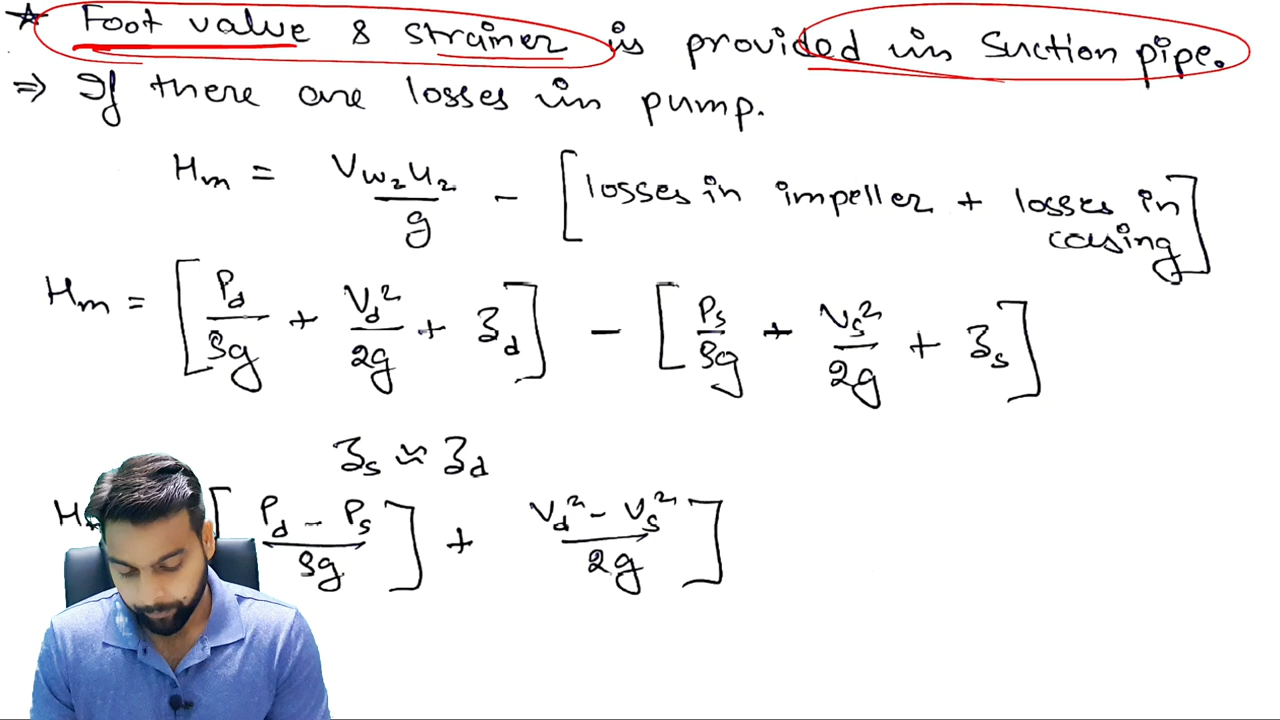 ☆ Foot value & strainer is provided in Suction pipe.
⇒ If there are losses in pump.
Hm = Vw₂u₂/g - [losses in impeller + losses in casing]
Hm = [Pd/ρg + Vd²/2g + Zd] - [Ps/ρg + Vs²/2g + Zs]
Zs ≈ Zd
[Pd - Ps/ρg] + Vd² - Vs²/2g]